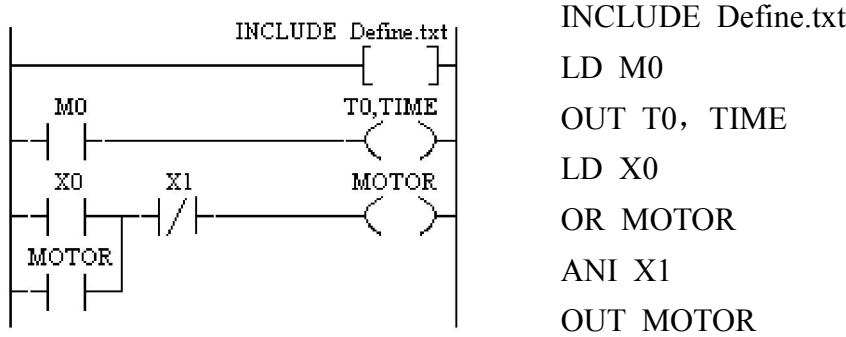 INCLUDE Define.txt
M0 T0,TIME
X0 X1 MOTOR
MOTOR
INCLUDE Define.txt
LD M0
OUT T0，TIME
LD X0
OR MOTOR
ANI X1
OUT MOTOR